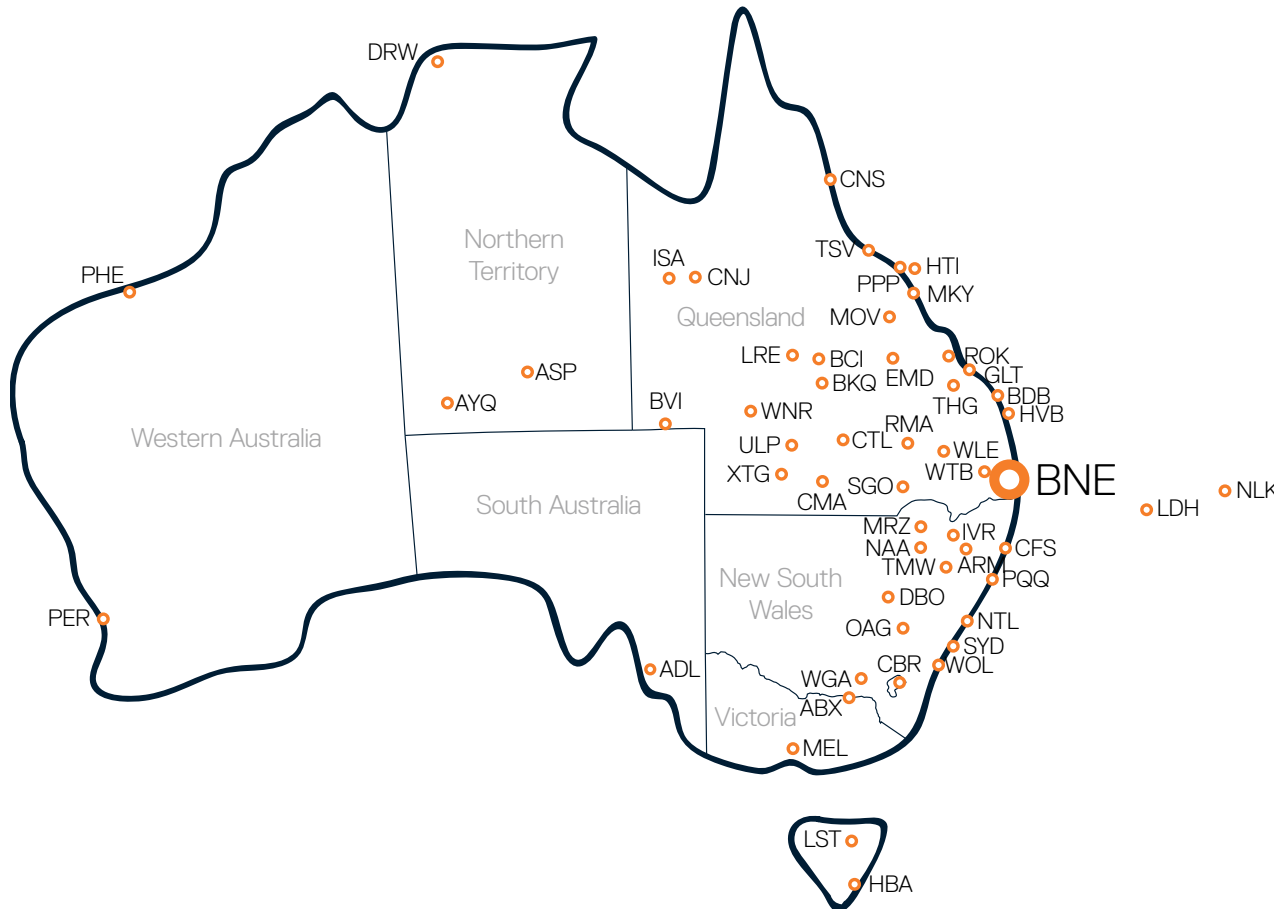 DRW
CNS
Northern
Territory
TSV
ISA
CNJ
HTI
PHE
PPP
MKY
Queensland
MOV
LRE
BCI
EMD
ROK
GLT
ASP
BKQ
THG
BDB
AYQ
BVI
WNR
HVB
Western Australia
RMA
ULP
CTL
WLE
XTG
WTB
BNE
CMA
SGO
NLK
South Australia
LDH
MRZ
IVR
NAA
CFS
TMW
ARM
New South
Wales
PQQ
DBO
PER
OAG
NTL
SYD
ADL
CBR
WOL
WGA
ABX
Victoria
MEL
LST
HBA